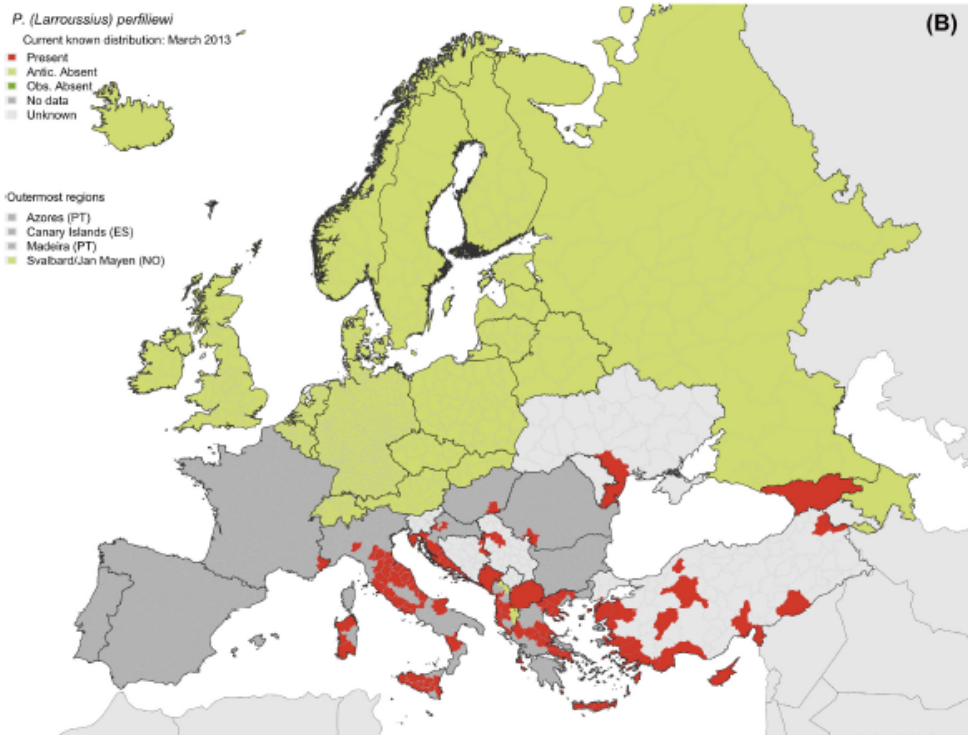 P. (Larroussius) perfiliewi
(B)
Current known distribution: March 2013
Present
Antic. Absent
Obs. Absent
No data
Unknown
Outermost regions
Azores (PT)
Canary Islands (ES)
Madeira (PT)
Svalbard/Jan Mayen (NO)